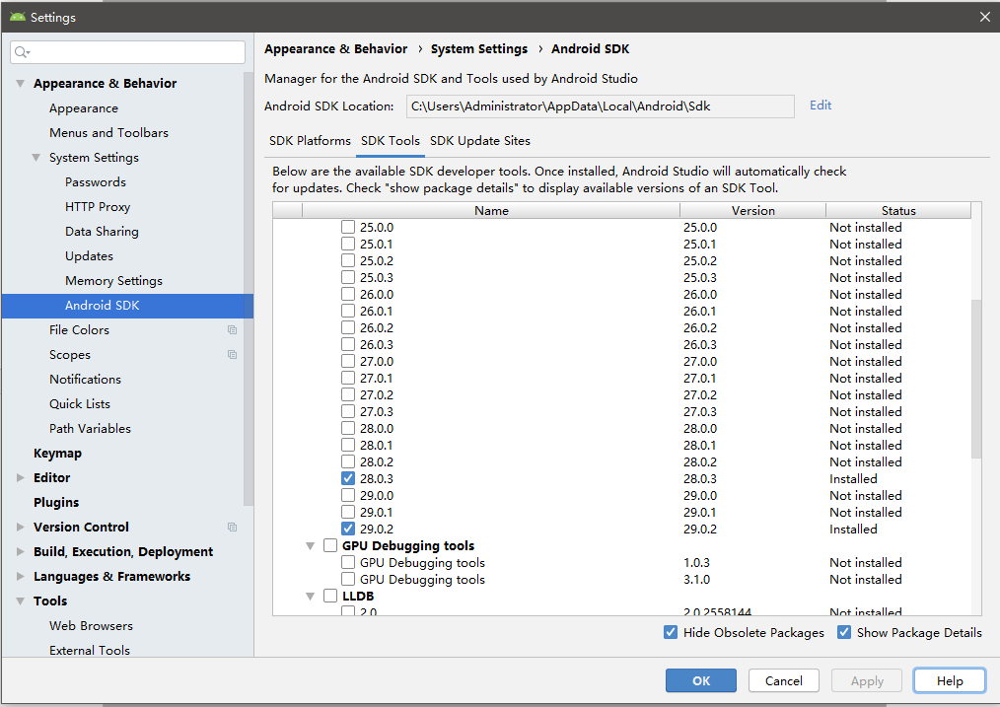 Settings
Appearance & Behavior
Appearance
Menus and Toolbars
System Settings
Passwords
HTTP Proxy
Data Sharing
Updates
Memory Settings
Android SDK
File Colors
Scopes
Notifications
Quick Lists
Path Variables
Keymap
Editor
Plugins
Version Control
Build, Execution, Deployment
Languages & Frameworks
Tools
Web Browsers
External Tools
Appearance & Behavior › System Settings › Android SDK
Manager for the Android SDK and Tools used by Android Studio
Android SDK Location: C:\Users\Administrator\AppData\Local\Android\Sdk Edit
SDK Platforms SDK Tools SDK Update Sites
Below are the available SDK developer tools. Once installed, Android Studio will automatically check
for updates. Check "show package details" to display available versions of an SDK Tool.
Name Version Status
25.0.0 25.0.0 Not installed
25.0.1 25.0.1 Not installed
25.0.2 25.0.2 Not installed
25.0.3 25.0.3 Not installed
26.0.0 26.0.0 Not installed
26.0.1 26.0.1 Not installed
26.0.2 26.0.2 Not installed
26.0.3 26.0.3 Not installed
27.0.0 27.0.0 Not installed
27.0.1 27.0.1 Not installed
27.0.2 27.0.2 Not installed
27.0.3 27.0.3 Not installed
28.0.0 28.0.0 Not installed
28.0.1 28.0.1 Not installed
28.0.2 28.0.2 Not installed
28.0.3 28.0.3 Installed
29.0.0 29.0.0 Not installed
29.0.1 29.0.1 Not installed
29.0.2 29.0.2 Installed
GPU Debugging tools
GPU Debugging tools 1.0.3 Not installed
GPU Debugging tools 3.1.0 Not installed
LLDB
2.0 2.0.2558144 Not installed
Hide Obsolete Packages Show Package Details
OK Cancel Apply Help